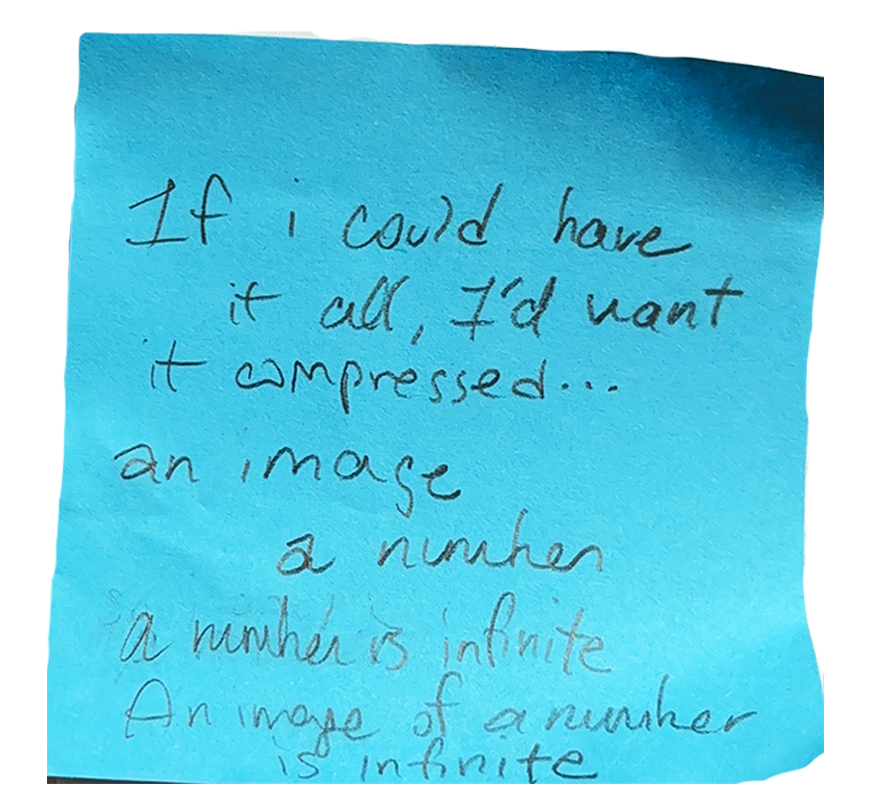 If i could have
it all, I'd want
it compressed...
an image
a number
a number is infinite
An image of a number
is infinite